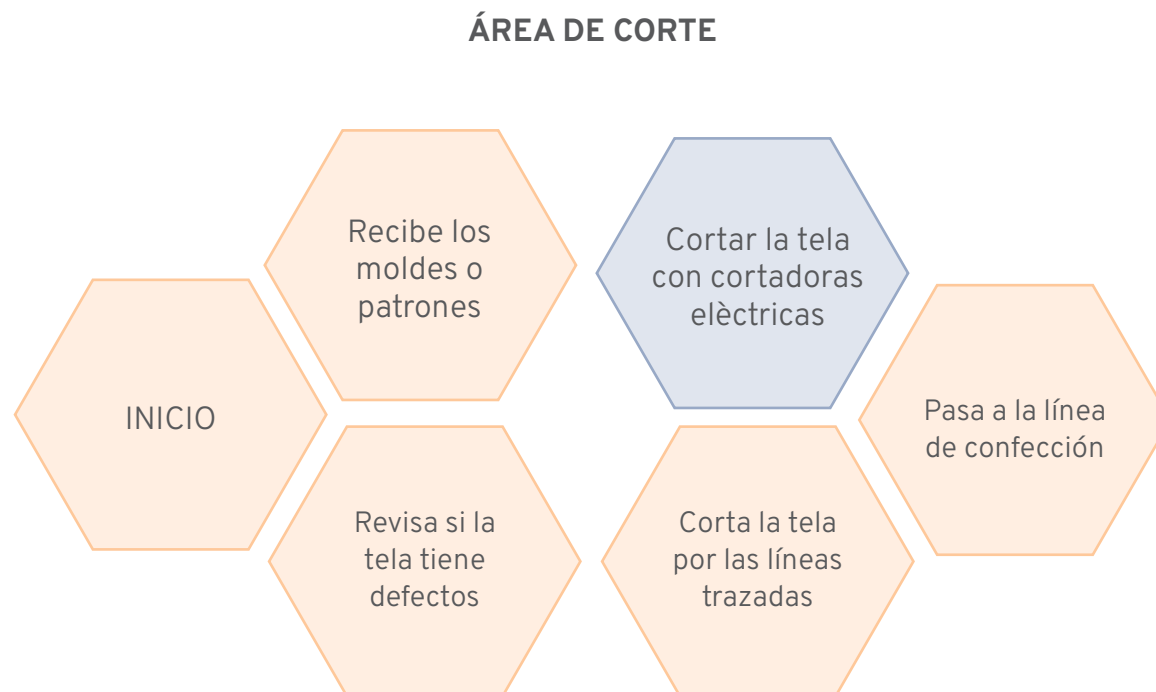 ÁREA DE CORTE
Recibe los
moldes o
patrones
Cortar la tela
con cortadoras
elèctricas
INICIO
Pasa a la línea
de confección
Revisa si la
tela tiene
defectos
Corta la tela
por las líneas
trazadas